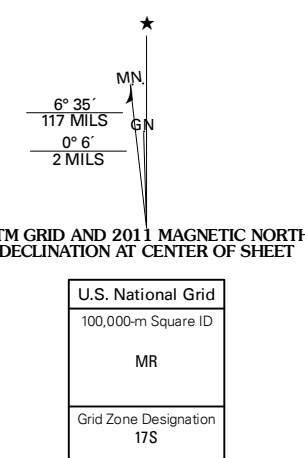 ★
MN
6° 35´
117 MILS
GN
0° 6´
2 MILS
TM GRID AND 2011 MAGNETIC NORTH
DECLINATION AT CENTER OF SHEET
U.S. National Grid
100,000-m Square ID
MR
Grid Zone Designation
17S